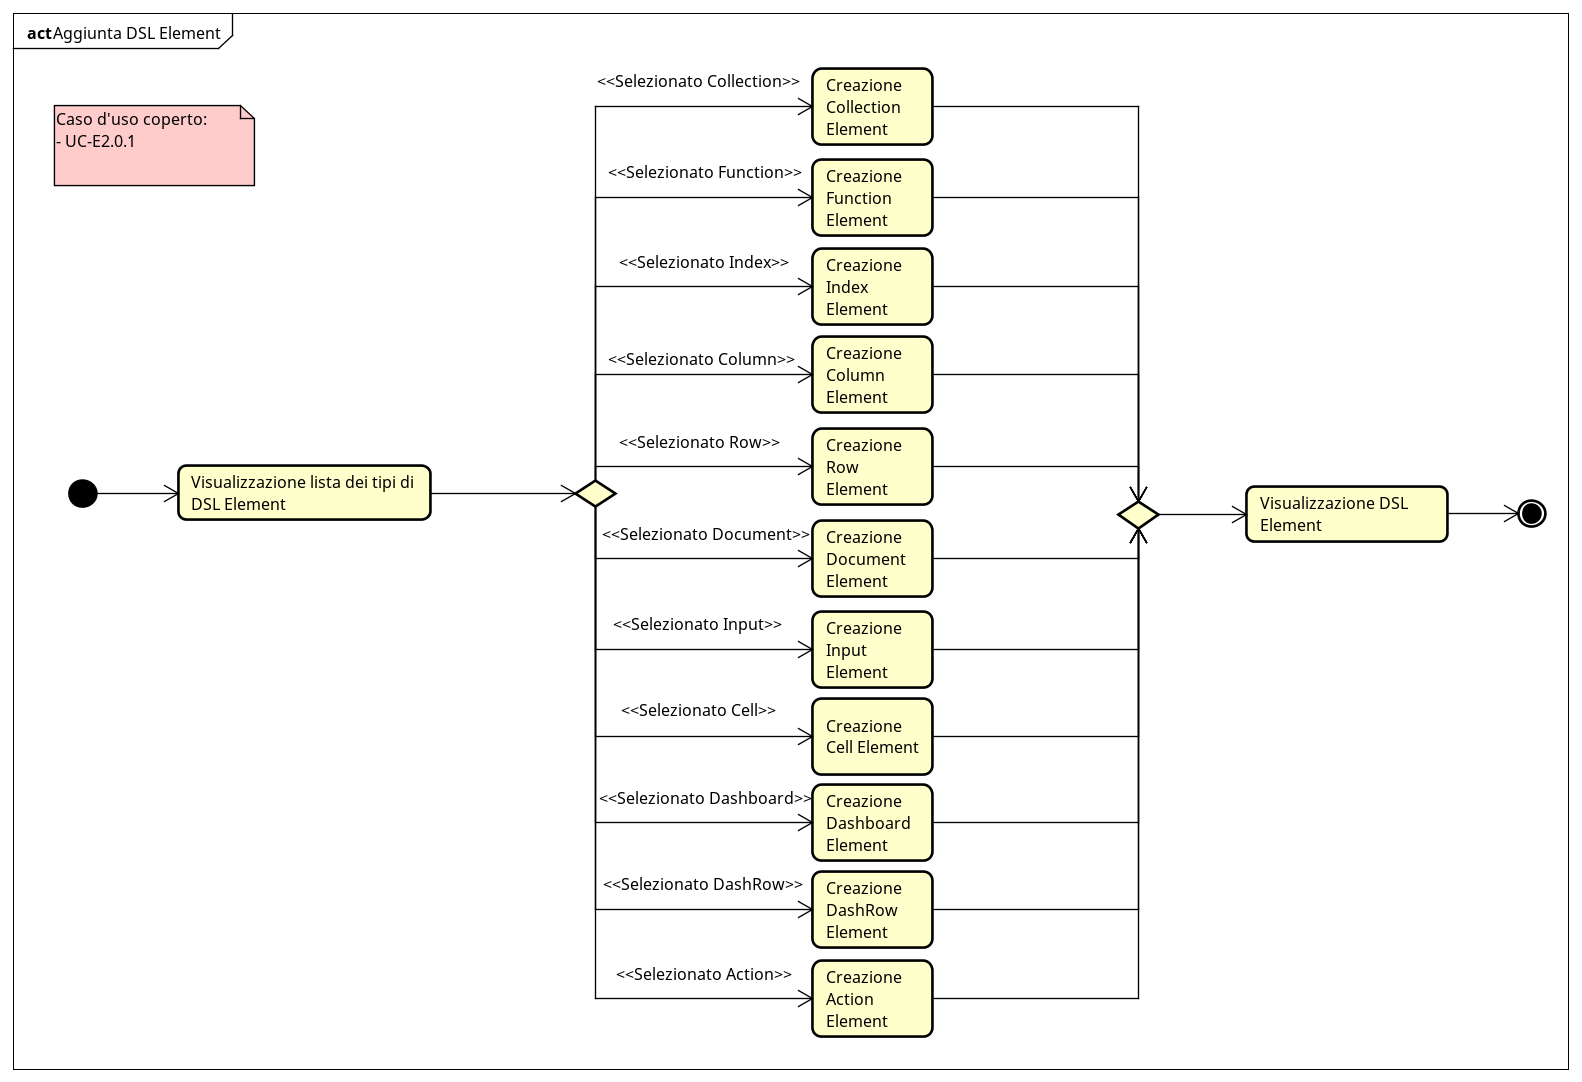 act Aggiunta DSL Element
Caso d'uso coperto:
- UC-E2.0.1
<<Selezionato Collection>>
Creazione
Collection
Element
<<Selezionato Function>>
Creazione
Function
Element
<<Selezionato Index>>
Creazione
Index
Element
<<Selezionato Column>>
Creazione
Column
Element
<<Selezionato Row>>
Creazione
Row
Element
Visualizzazione lista dei tipi di
DSL Element
<<Selezionato Document>>
Creazione
Document
Element
Visualizzazione DSL
Element
<<Selezionato Input>>
Creazione
Input
Element
<<Selezionato Cell>>
Creazione
Cell Element
<<Selezionato Dashboard>>
Creazione
Dashboard
Element
<<Selezionato DashRow>>
Creazione
DashRow
Element
<<Selezionato Action>>
Creazione
Action
Element